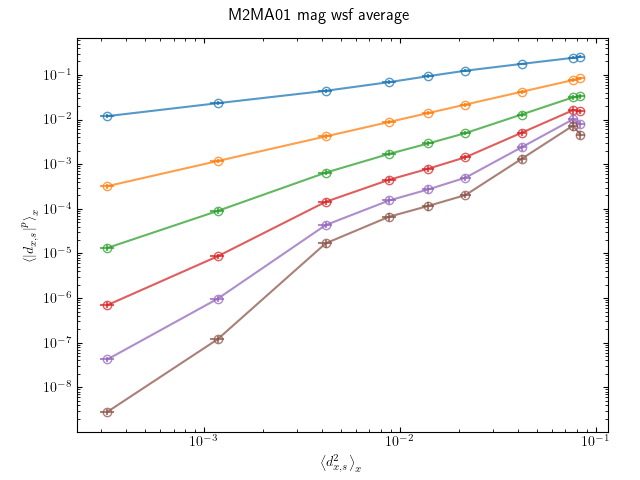 M2MA01 mag wsf average
10⁻¹
10⁻²
10⁻³
10⁻⁴
10⁻⁵
10⁻⁶
10⁻⁷
10⁻⁸
⟨|d_{x,s}|^p⟩_x
10⁻³ 10⁻² 10⁻¹
⟨d²_{x,s}⟩_x